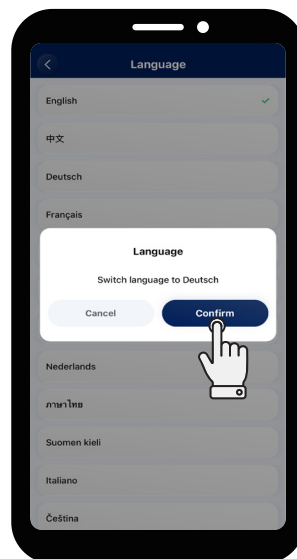 Language
English
中文
Deutsch
Français
Language
Switch language to Deutsch
Cancel Confirm
Nederlands
ภาษาไทย
Suomen kieli
Italiano
Čeština